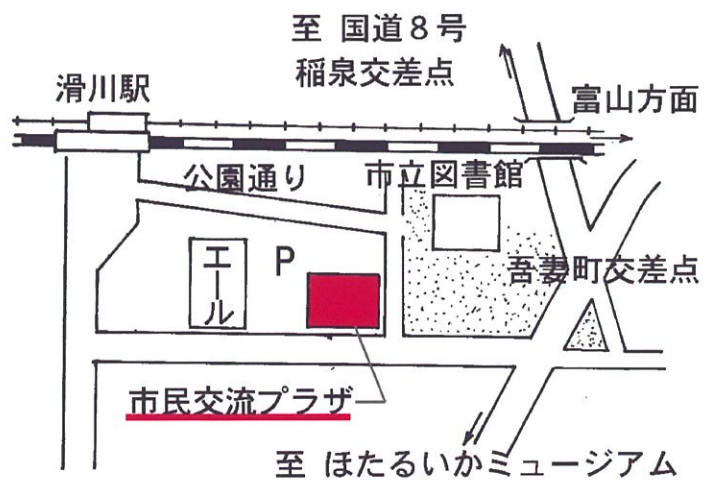 至 国道8号
稲泉交差点
滑川駅
富山方面
公園通り
市立図書館
エール
P
吾妻町交差点
市民交流プラザ
至 ほたるいかミュージアム